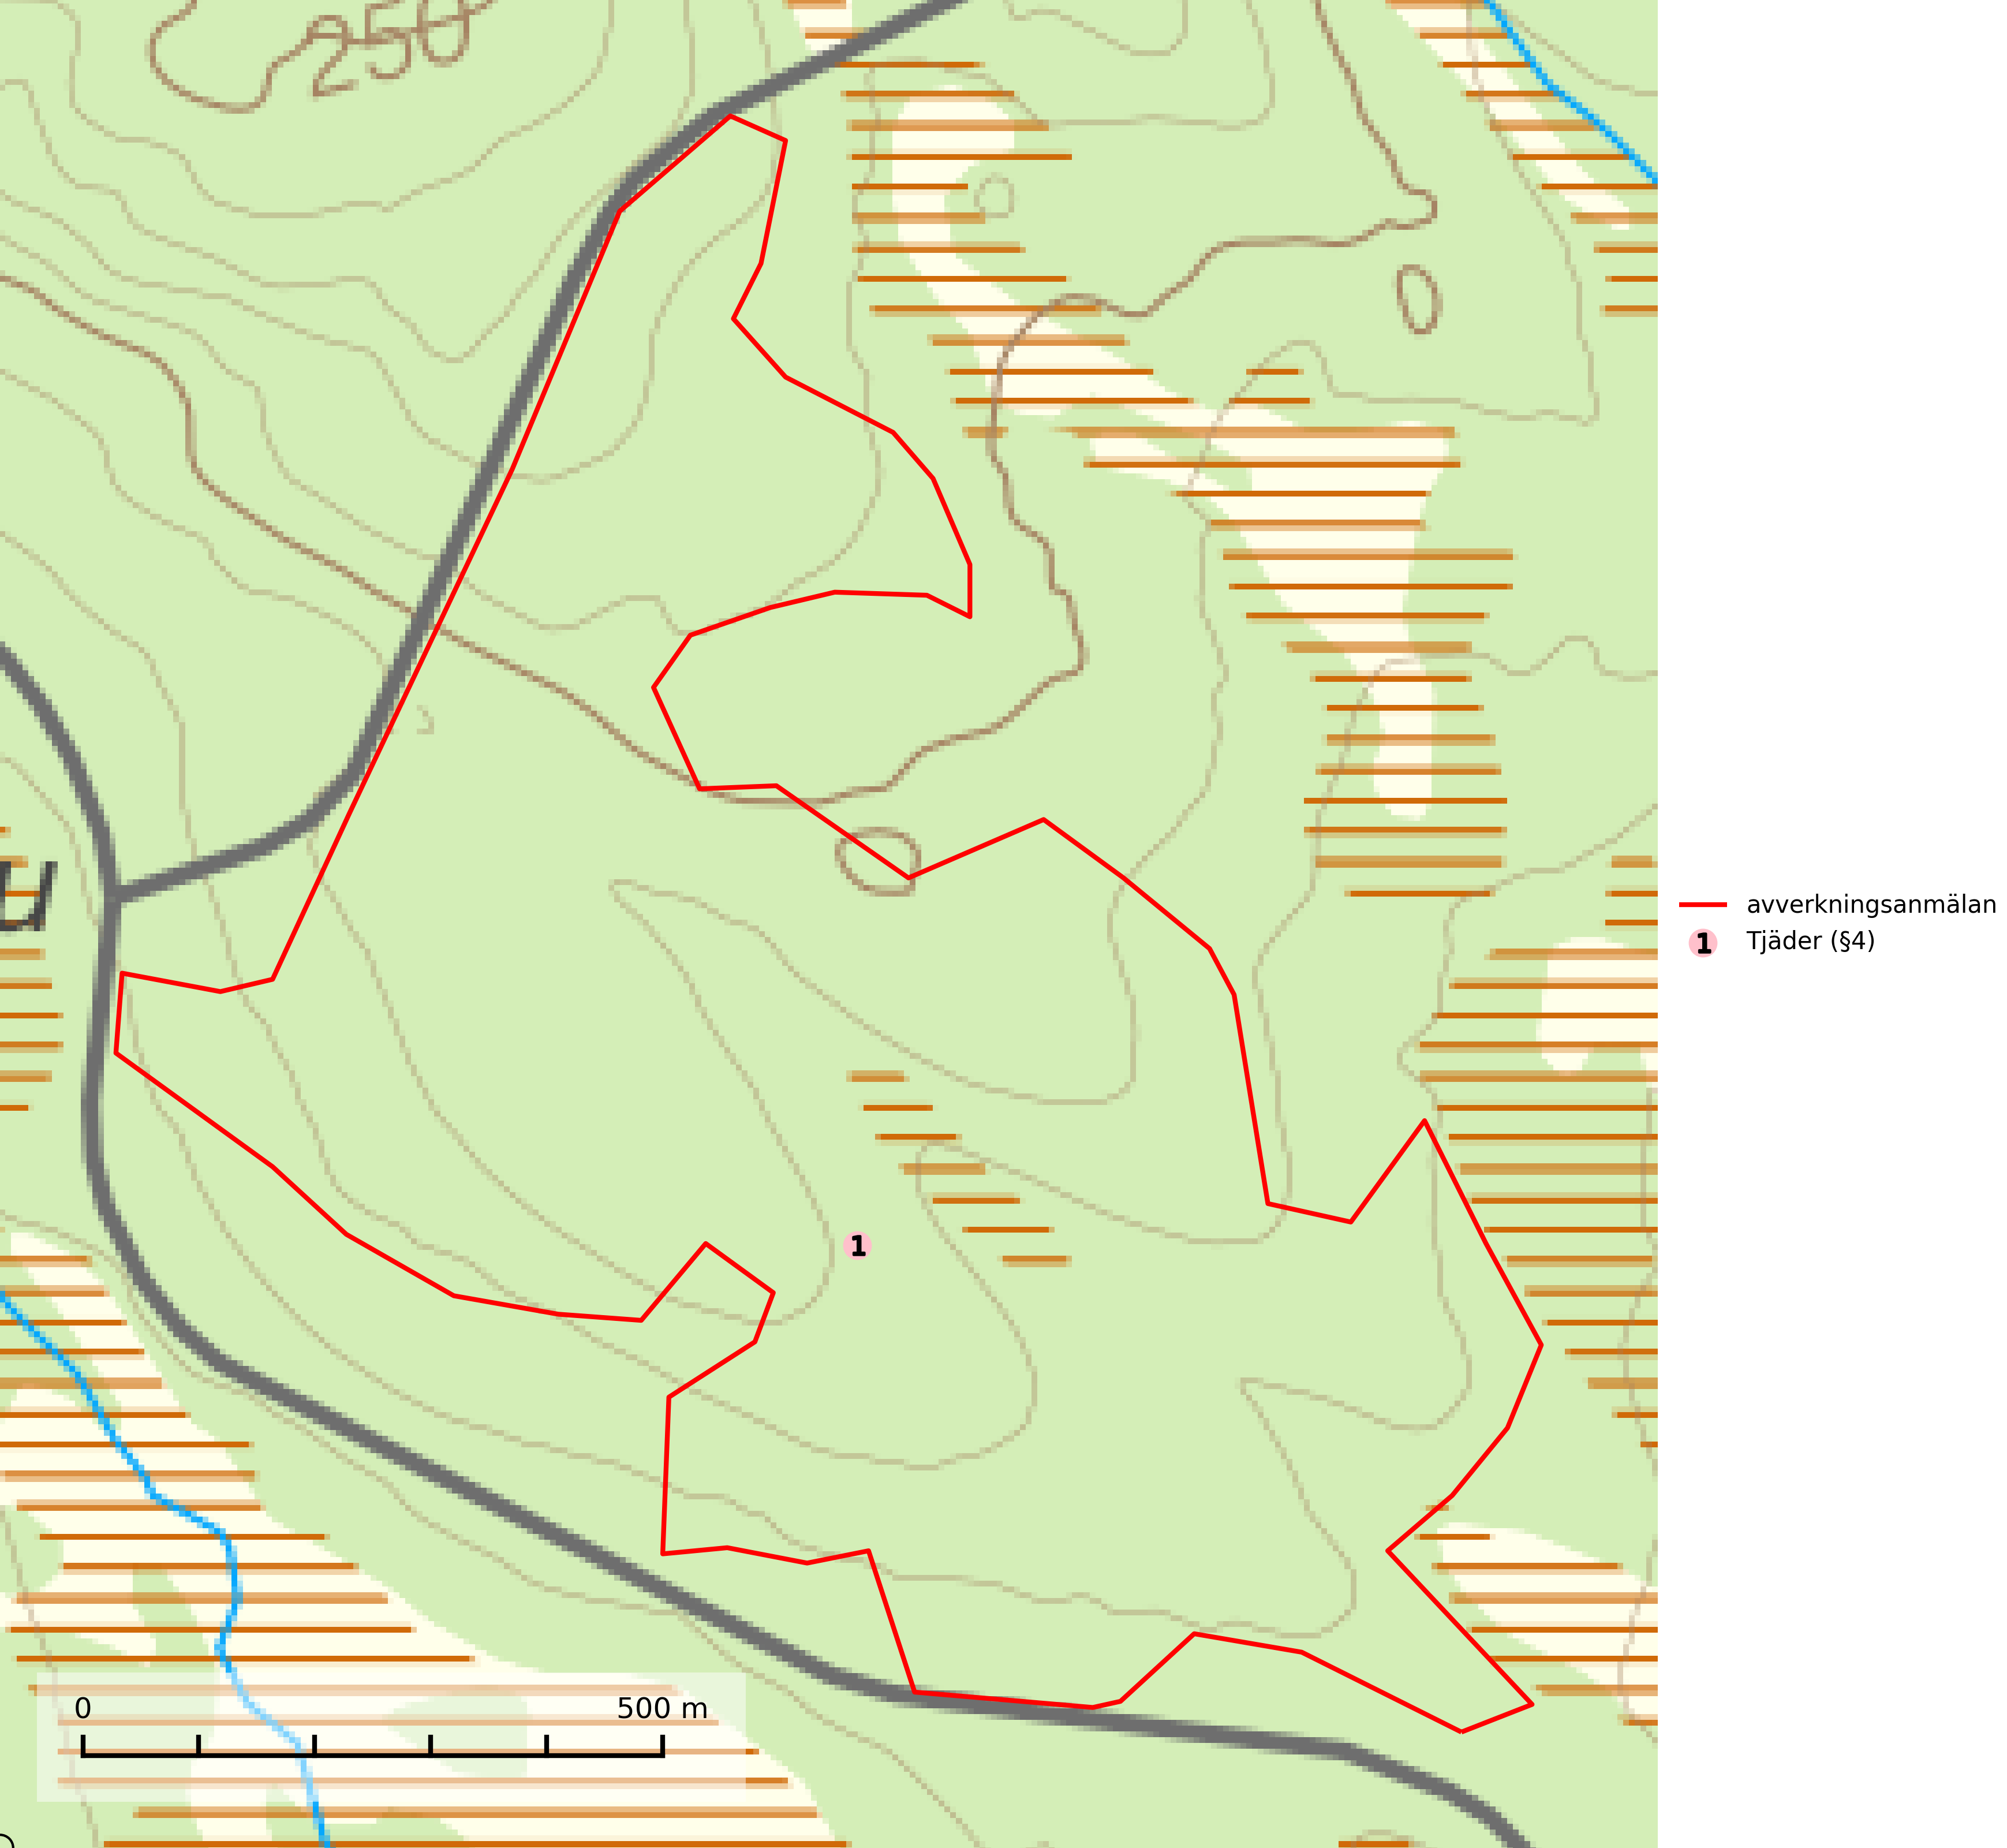 250
u
avverkningsanmälan
1 Tjäder (§4)
1
0 500 m